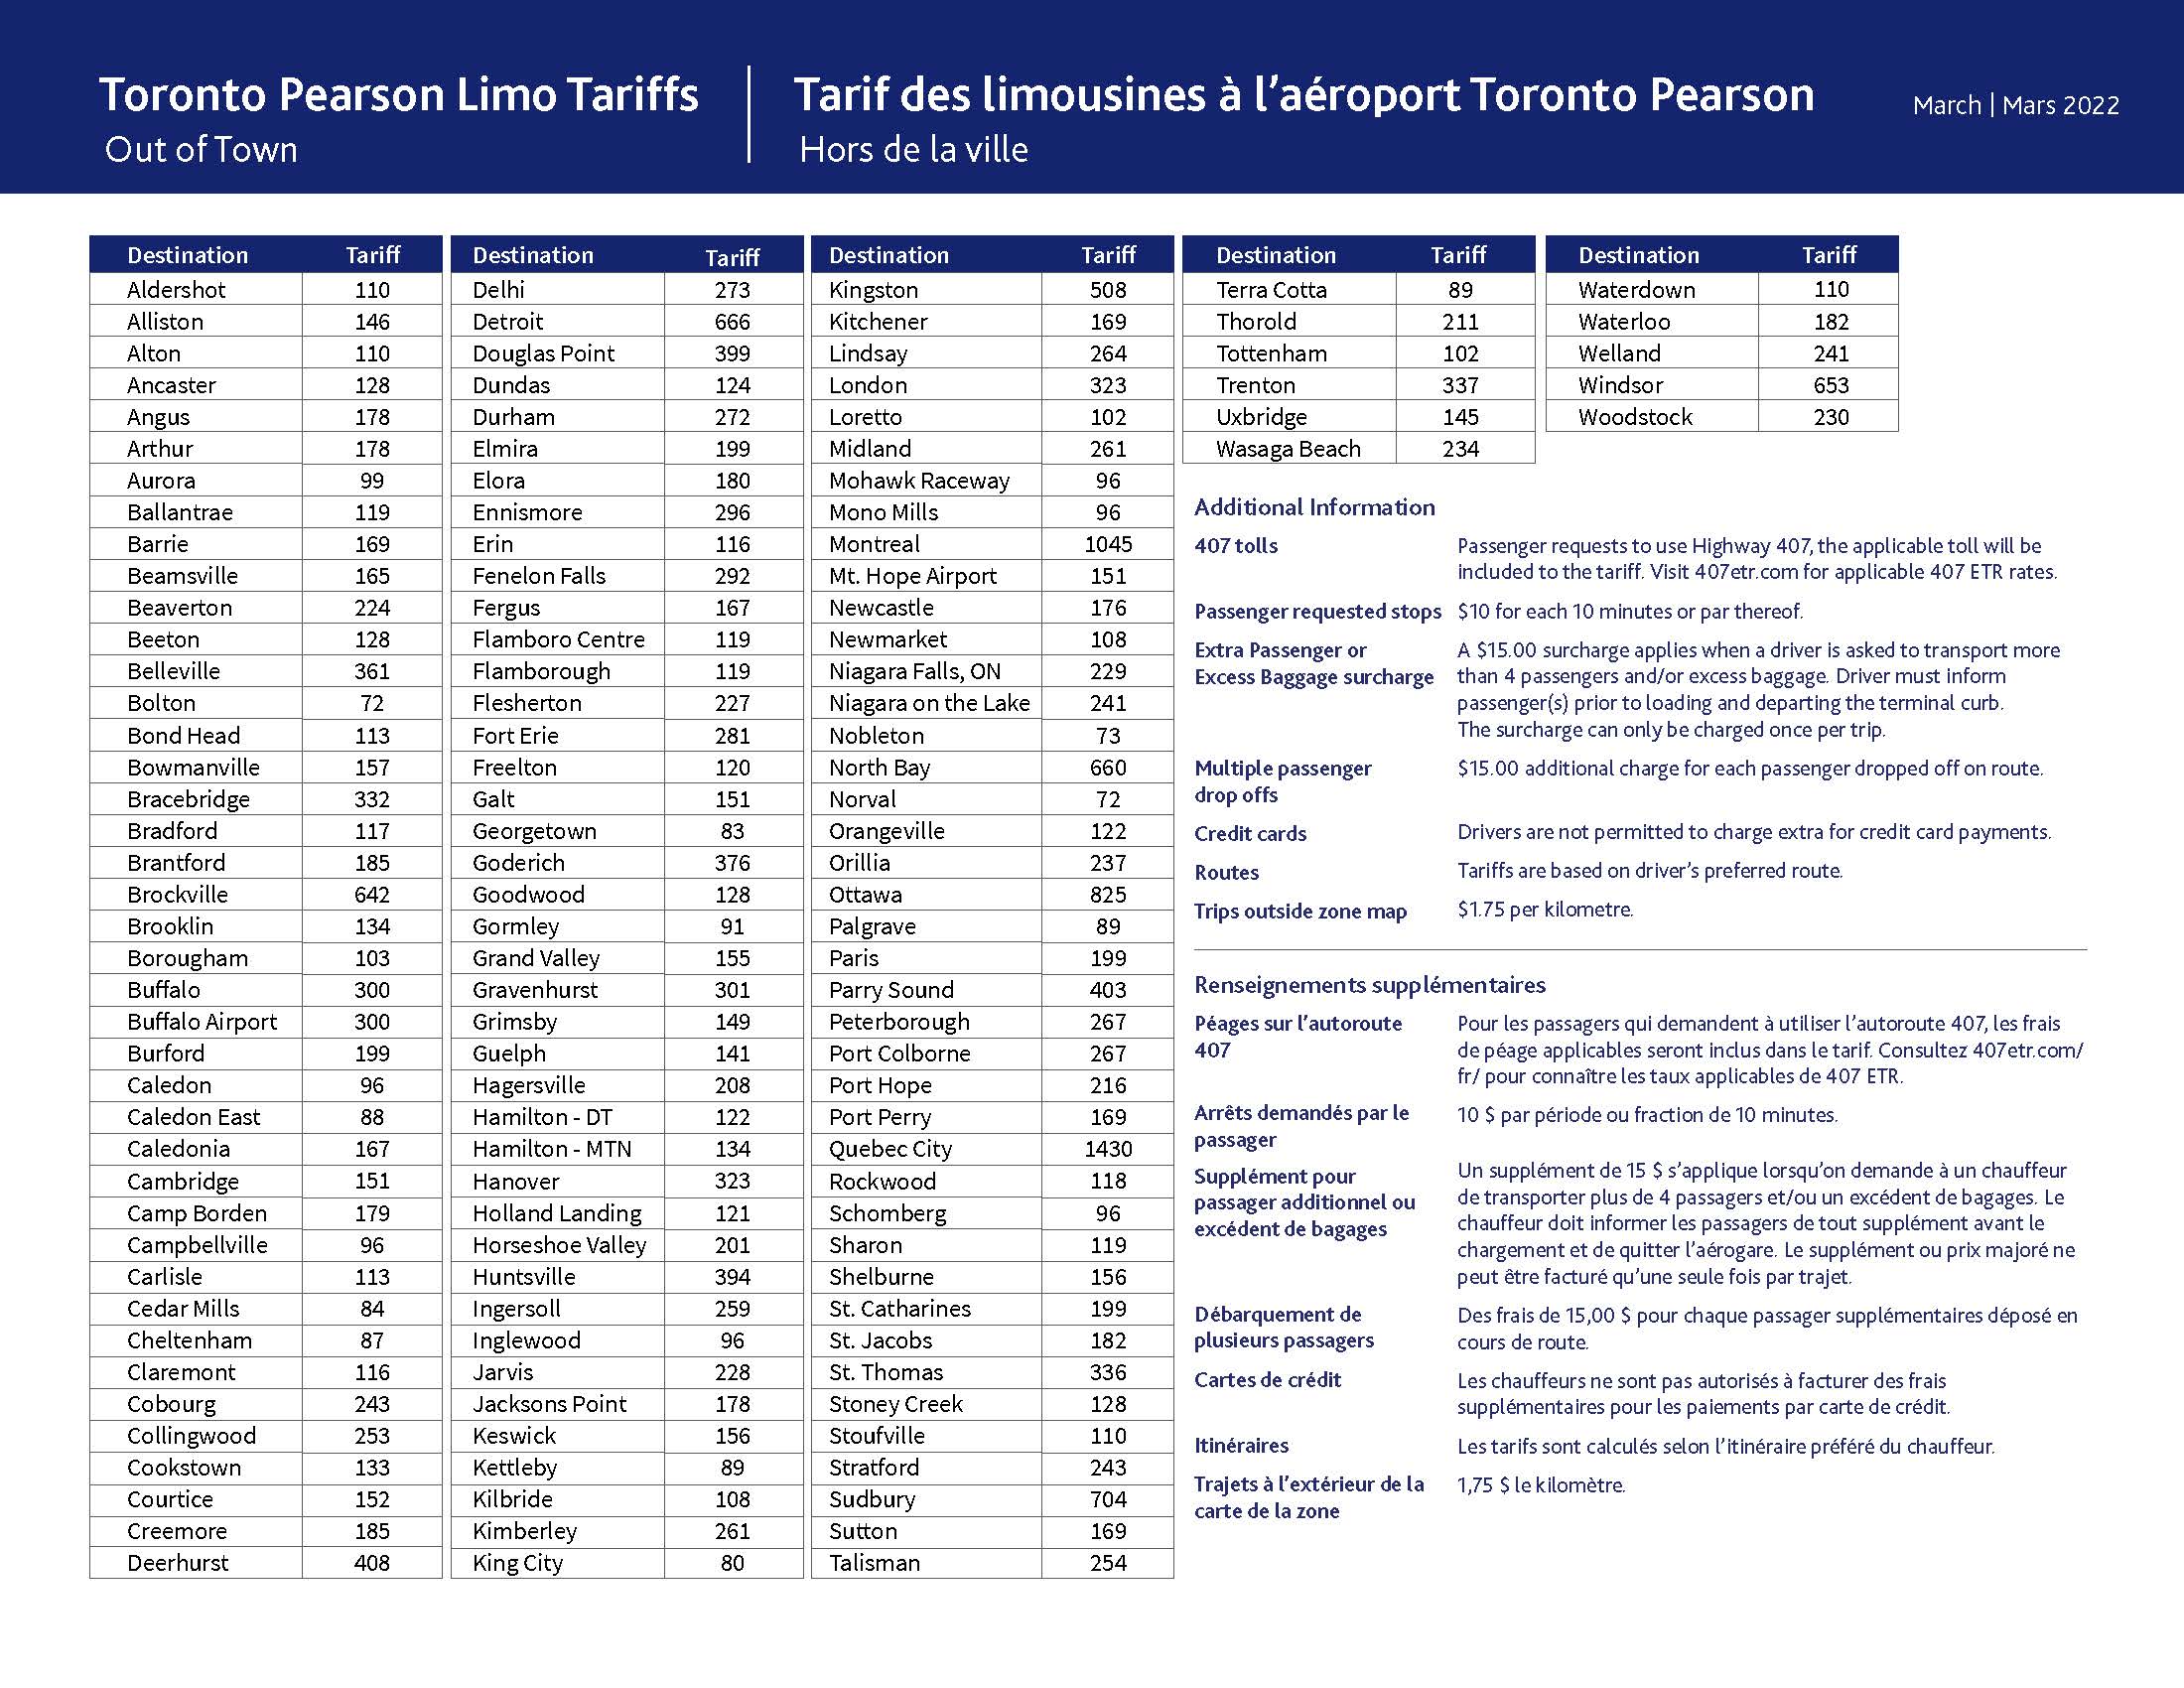 Toronto Pearson Limo Tariffs
Out of Town
Tarif des limousines à l'aéroport Toronto Pearson
Hors de la ville
March | Mars 2022
Destination Tariff
Aldershot 110
Alliston 146
Alton 110
Ancaster 128
Angus 178
Arthur 178
Aurora 99
Ballantrae 119
Barrie 169
Beamsville 165
Beaverton 224
Beeton 128
Belleville 361
Bolton 72
Bond Head 113
Bowmanville 157
Bracebridge 332
Bradford 117
Brantford 185
Brockville 642
Brooklin 134
Borougham 103
Buffalo 300
Buffalo Airport 300
Burford 199
Caledon 96
Caledon East 88
Caledonia 167
Cambridge 151
Camp Borden 179
Campbellville 96
Carlisle 113
Cedar Mills 84
Cheltenham 87
Claremont 116
Cobourg 243
Collingwood 253
Cookstown 133
Courtice 152
Creemore 185
Deerhurst 408
Destination Tariff
Delhi 273
Detroit 666
Douglas Point 399
Dundas 124
Durham 272
Elmira 199
Elora 180
Ennismore 296
Erin 116
Fenelon Falls 292
Fergus 167
Flamboro Centre 119
Flamborough 119
Flesherton 227
Fort Erie 281
Freelton 120
Galt 151
Georgetown 83
Goderich 376
Goodwood 128
Gormley 91
Grand Valley 155
Gravenhurst 301
Grimsby 149
Guelph 141
Hagersville 208
Hamilton - DT 122
Hamilton - MTN 134
Hanover 323
Holland Landing 121
Horseshoe Valley 201
Huntsville 394
Ingersoll 259
Inglewood 96
Jarvis 228
Jacksons Point 178
Keswick 156
Kettleby 89
Kilbride 108
Kimberley 261
King City 80
Destination Tariff
Kingston 508
Kitchener 169
Lindsay 264
London 323
Loretto 102
Midland 261
Mohawk Raceway 96
Mono Mills 96
Montreal 1045
Mt. Hope Airport 151
Newcastle 176
Newmarket 108
Niagara Falls, ON 229
Niagara on the Lake 241
Nobleton 73
North Bay 660
Norval 72
Orangeville 122
Orillia 237
Ottawa 825
Palgrave 89
Paris 199
Parry Sound 403
Peterborough 267
Port Colborne 267
Port Hope 216
Port Perry 169
Quebec City 1430
Rockwood 118
Schomberg 96
Sharon 119
Shelburne 156
St. Catharines 199
St. Jacobs 182
St. Thomas 336
Stoney Creek 128
Stoufville 110
Stratford 243
Sudbury 704
Sutton 169
Talisman 254
Destination Tariff
Terra Cotta 89
Thorold 211
Tottenham 102
Trenton 337
Uxbridge 145
Wasaga Beach 234
Destination Tariff
Waterdown 110
Waterloo 182
Welland 241
Windsor 653
Woodstock 230
Additional Information
407 tolls
Passenger requests to use Highway 407, the applicable toll will be
included to the tariff. Visit 407etr.com for applicable 407 ETR rates.
Passenger requested stops
$10 for each 10 minutes or par thereof.
Extra Passenger or
Excess Baggage surcharge
A $15.00 surcharge applies when a driver is asked to transport more
than 4 passengers and/or excess baggage. Driver must inform
passenger(s) prior to loading and departing the terminal curb.
The surcharge can only be charged once per trip.
Multiple passenger
drop offs
$15.00 additional charge for each passenger dropped off on route.
Credit cards
Drivers are not permitted to charge extra for credit card payments.
Routes
Tariffs are based on driver's preferred route.
Trips outside zone map
$1.75 per kilometre.
Renseignements supplémentaires
Péages sur l'autoroute
407
Pour les passagers qui demandent à utiliser l'autoroute 407, les frais
de péage applicables seront inclus dans le tarif. Consultez 407etr.com/
fr/ pour connaître les taux applicables de 407 ETR.
Arrêts demandés par le
passager
10 $ par période ou fraction de 10 minutes.
Supplément pour
passager additionnel ou
excédent de bagages
Un supplément de 15 $ s'applique lorsqu'on demande à un chauffeur
de transporter plus de 4 passagers et/ou un excédent de bagages. Le
chauffeur doit informer les passagers de tout supplément avant le
chargement et de quitter l'aérogare. Le supplément ou prix majoré ne
peut être facturé qu'une seule fois par trajet.
Débarquement de
plusieurs passagers
Des frais de 15,00 $ pour chaque passager supplémentaires déposé en
cours de route.
Cartes de crédit
Les chauffeurs ne sont pas autorisés à facturer des frais
supplémentaires pour les paiements par carte de crédit.
Itinéraires
Les tarifs sont calculés selon l'itinéraire préféré du chauffeur.
Trajets à l'extérieur de la
carte de la zone
1,75 $ le kilomètre.